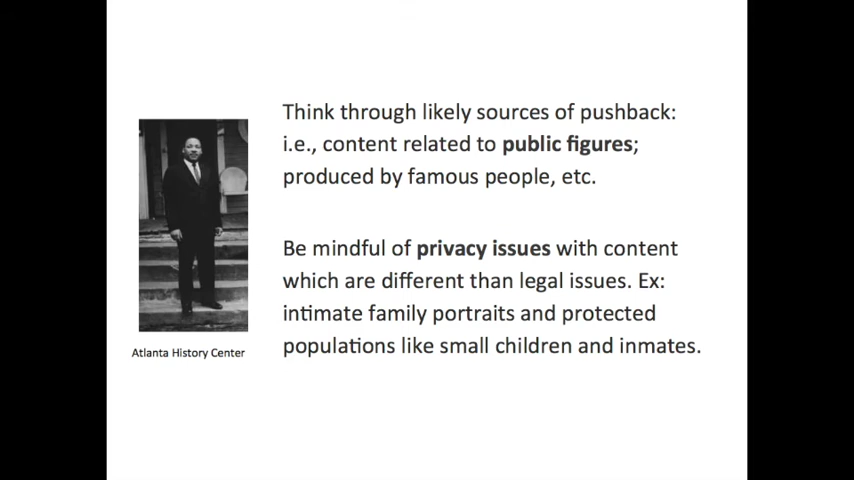 Think through likely sources of pushback:
i.e., content related to public figures;
produced by famous people, etc.
Be mindful of privacy issues with content
which are different than legal issues. Ex:
intimate family portraits and protected
populations like small children and inmates.
Atlanta History Center